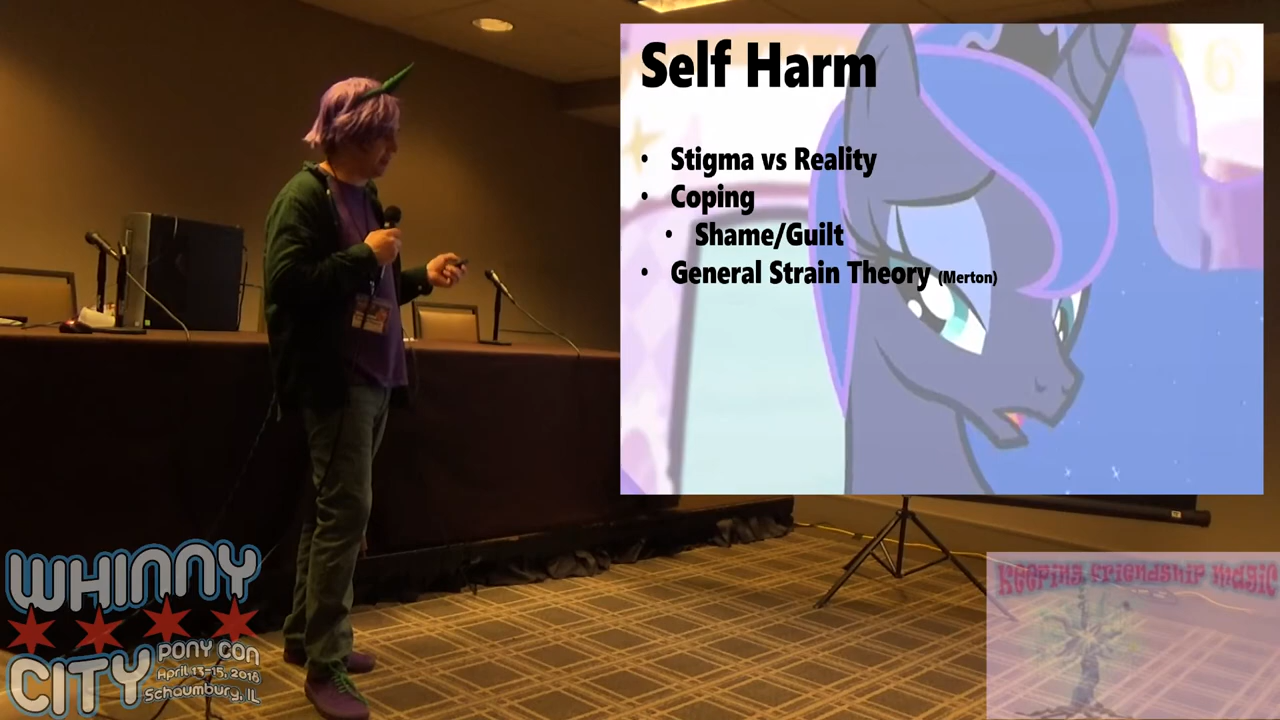 Self Harm
• Stigma vs Reality
• Coping
• Shame/Guilt
• General Strain Theory (Merton)
WHINNY
CITY
PONY CON
April 13-15, 2018
Schaumburg, IL
Keeping Friendship Magic